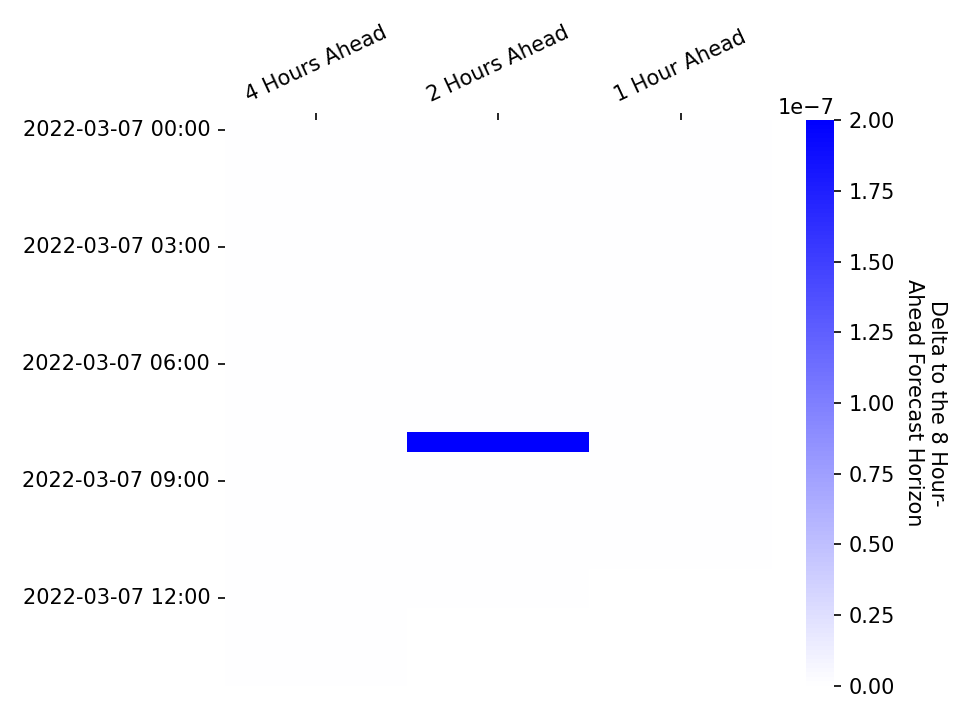 4 Hours Ahead
2 Hours Ahead
1 Hour Ahead
2022-03-07 00:00
2022-03-07 03:00
2022-03-07 06:00
2022-03-07 09:00
2022-03-07 12:00
1e−7
2.00
1.75
1.50
1.25
1.00
0.75
0.50
0.25
0.00
Delta to the 8 Hour-
Ahead Forecast Horizon